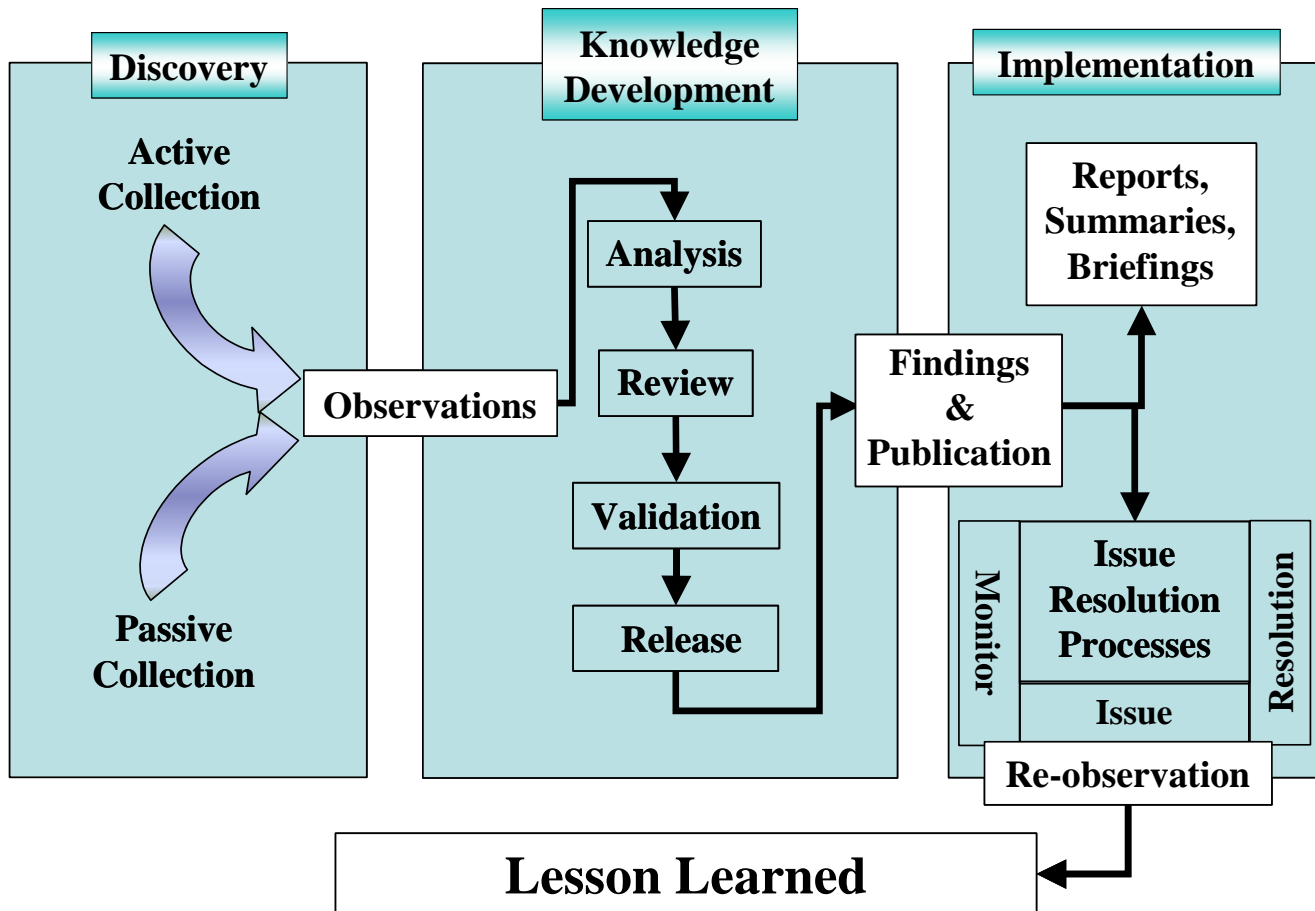 Discovery
Active
Collection
Passive
Collection
Observations
Knowledge
Development
Analysis
Review
Validation
Release
Findings
&
Publication
Implementation
Reports,
Summaries,
Briefings
Monitor
Issue
Resolution
Processes
Issue
Resolution
Re-observation
Lesson Learned